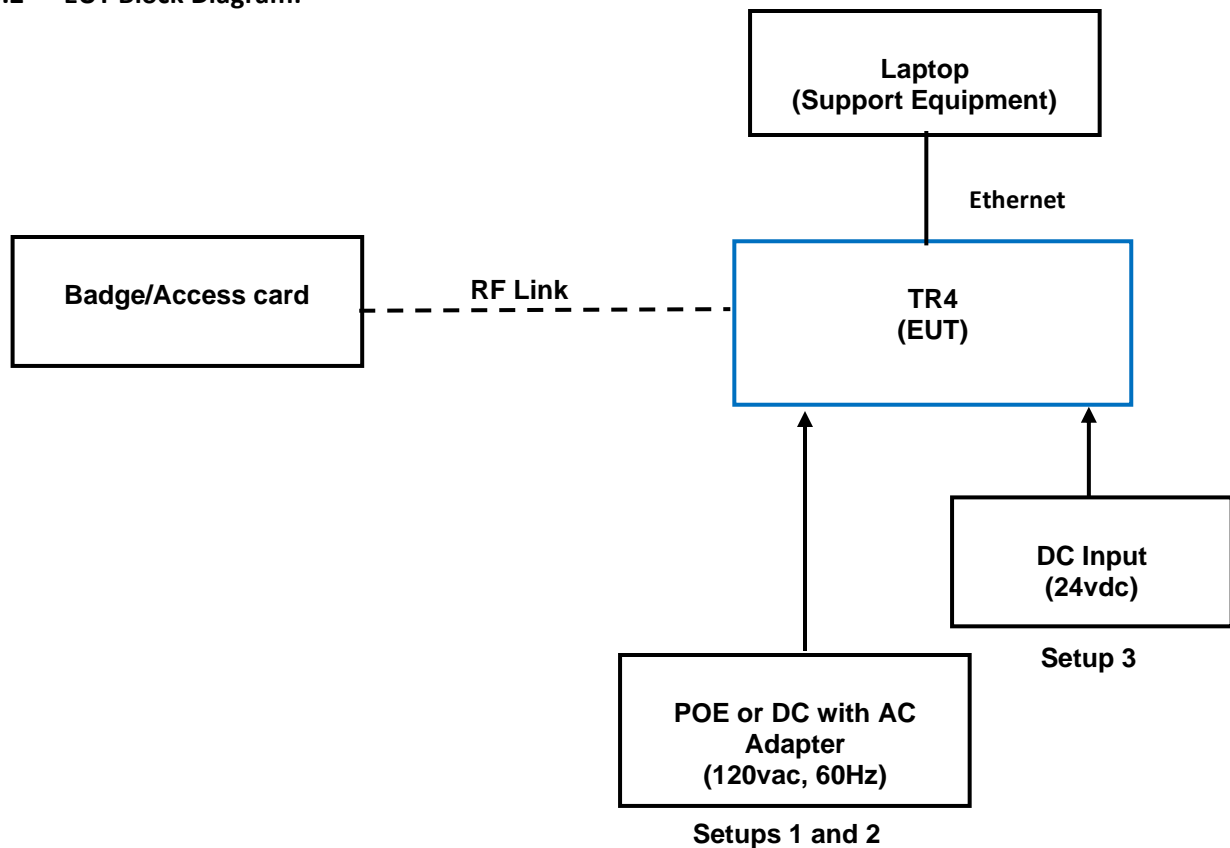 EUT Block Diagram:
Laptop
(Support Equipment)
Ethernet
Badge/Access card
RF Link
TR4
(EUT)
DC Input
(24vdc)
Setup 3
POE or DC with AC
Adapter
(120vac, 60Hz)
Setups 1 and 2